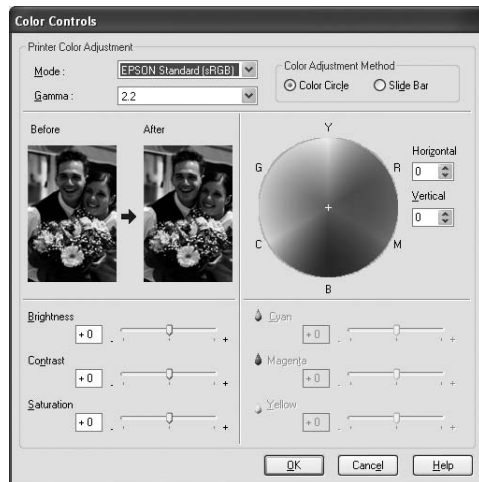 Color Controls
Printer Color Adjustment
Mode :
EPSON Standard (sRGB)
Gamma :
2.2
Color Adjustment Method
Color Circle
Slide Bar
Before
After
Y
G
R
C
M
B
Horizontal
0
Vertical
0
Brightness
+ 0
- +
Contrast
+ 0
- +
Saturation
+ 0
- +
Cyan
+ 0
- +
Magenta
+ 0
- +
Yellow
+ 0
- +
OK
Cancel
Help